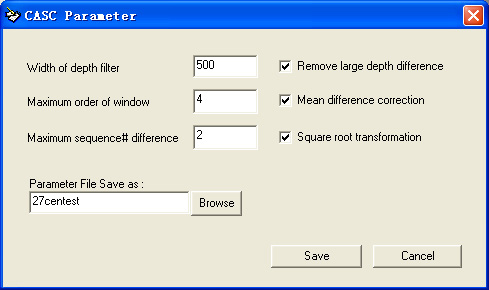 CASC Parameter
Width of depth filter 500 Remove large depth difference
Maximum order of window 4 Mean difference correction
Maximum sequence# difference 2 Square root transformation
Parameter File Save as :
27centest Browse
Save Cancel